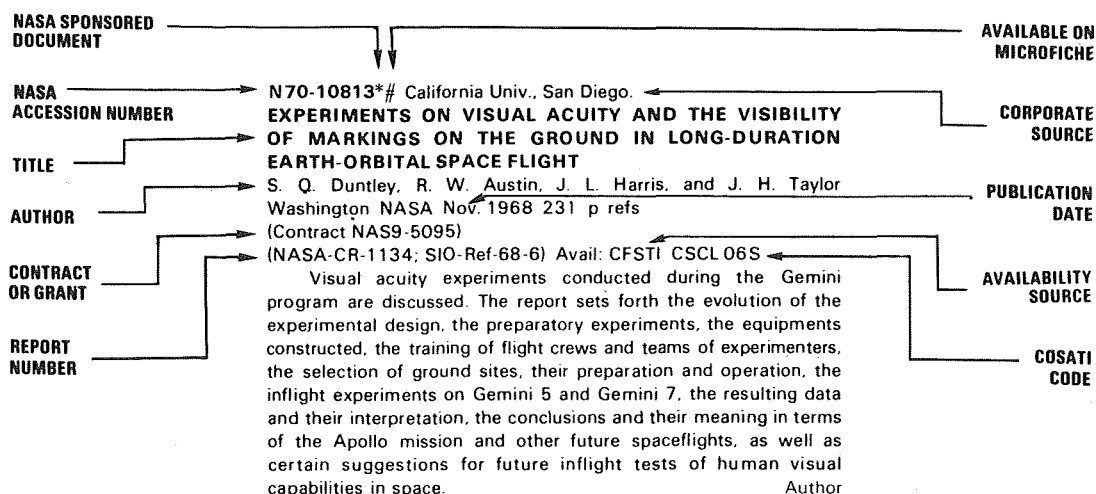 NASA SPONSORED
DOCUMENT
AVAILABLE ON
MICROFICHE
NASA
ACCESSION NUMBER
N70-10813*# California Univ., San Diego.
CORPORATE
SOURCE
TITLE
EXPERIMENTS ON VISUAL ACUITY AND THE VISIBILITY
OF MARKINGS ON THE GROUND IN LONG-DURATION
EARTH-ORBITAL SPACE FLIGHT
AUTHOR
S. Q. Duntley, R. W. Austin, J. L. Harris, and J. H. Taylor
Washington NASA Nov. 1968 231 p refs
PUBLICATION
DATE
CONTRACT
OR GRANT
(Contract NAS9-5095)
(NASA-CR-1134; SIO-Ref-68-6) Avail: CFSTI CSCL 06S
AVAILABILITY
SOURCE
REPORT
NUMBER
COSATI
CODE
Visual acuity experiments conducted during the Gemini
program are discussed. The report sets forth the evolution of the
experimental design, the preparatory experiments, the equipments
constructed, the training of flight crews and teams of experimenters,
the selection of ground sites, their preparation and operation, the
inflight experiments on Gemini 5 and Gemini 7, the resulting data
and their interpretation, the conclusions and their meaning in terms
of the Apollo mission and other future spaceflights, as well as
certain suggestions for future inflight tests of human visual
capabilities in space. Author